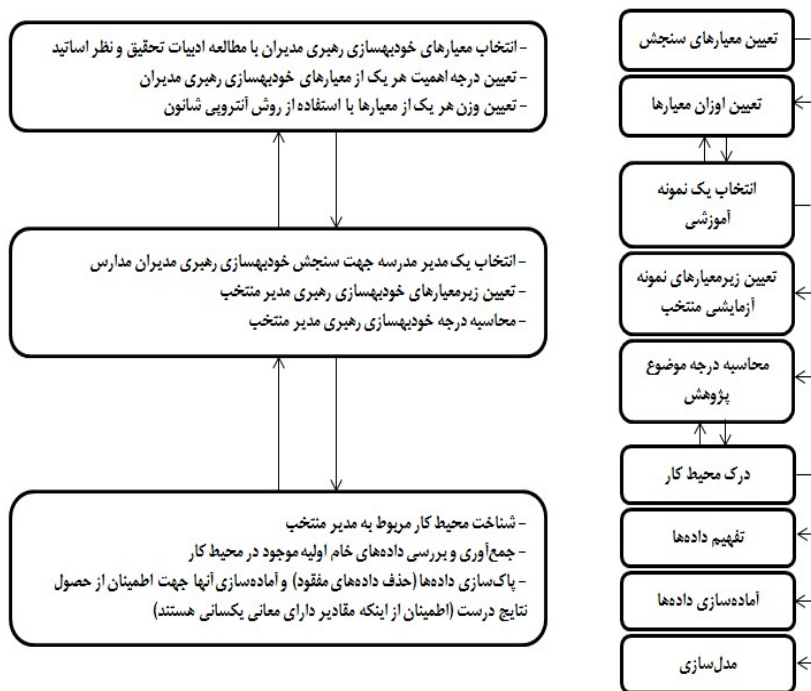 تعیین معیارهای سنجش
تعیین اوزان معیارها
انتخاب یک نمونه
آموزشی
تعیین زیرمعیارهای نمونه
آزمایشی منتخب
محاسبه درجه موضوع
پژوهش
درک محیط کار
تفهیم داده‌ها
آماده‌سازی داده‌ها
مدل‌سازی
- انتخاب معیارهای خودبهسازی رهبری مدیران با مطالعه ادبیات تحقیق و نظر اساتید
- تعیین درجه اهمیت هر یک از معیارهای خودبهسازی رهبری مدیران
- تعیین وزن هر یک از معیارها با استفاده از روش آنتروپی شانون
- انتخاب یک مدیر مدرسه جهت سنجش خودبهسازی رهبری مدیران مدارس
- تعیین زیرمعیارهای خودبهسازی رهبری مدیر منتخب
- محاسبه درجه خودبهسازی رهبری مدیر منتخب
- شناخت محیط کار مربوط به مدیر منتخب
- جمع‌آوری و بررسی داده‌های خام اولیه موجود در محیط کار
- پاک‌سازی داده‌ها (حذف داده‌های مفقود) و آماده‌سازی آنها جهت اطمینان از حصول
نتایج درست (اطمینان از اینکه مقادیر دارای معانی یکسانی هستند)